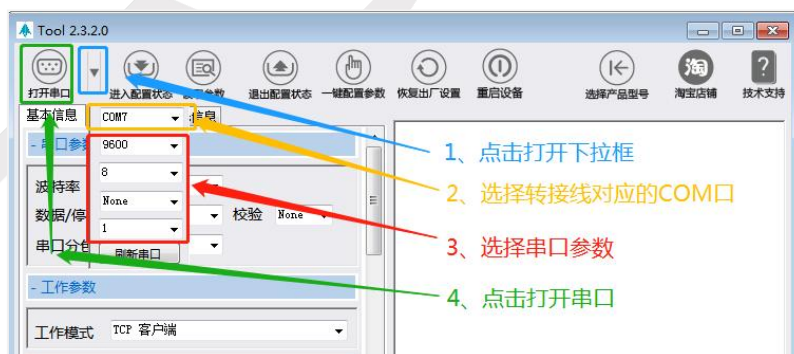 Tool 2.3.2.0
打开串口
进入配置状态
参数
退出配置状态
一键配置参数
恢复出厂设置
重启设备
选择产品型号
淘
淘宝店铺
?
技术支持
基本信息
COM7
信息
- 串口参数
9600
波特率
8
数据/停
None
校验 None
串口分包
1
刷新串口
- 工作参数
工作模式 TCP 客户端
1、点击打开下拉框
2、选择转接线对应的COM口
3、选择串口参数
4、点击打开串口